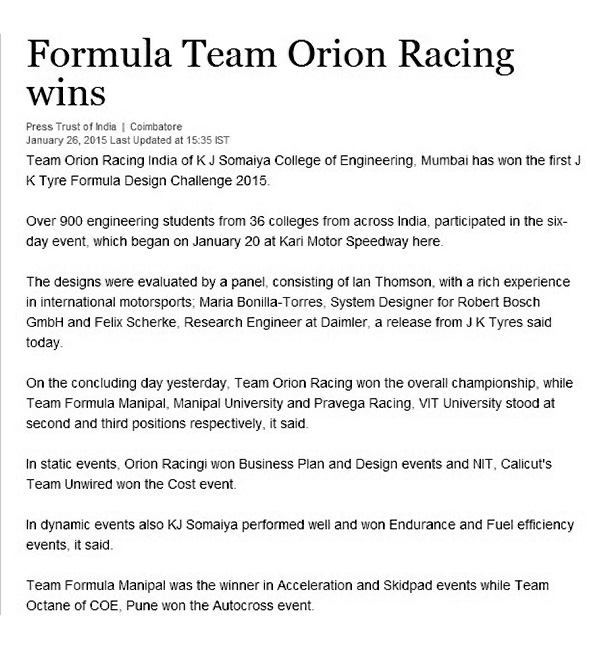 Formula Team Orion Racing
wins
Press Trust of India | Coimbatore
January 26, 2015 Last Updated at 15:35 IST
Team Orion Racing India of K J Somaiya College of Engineering, Mumbai has won the first J
K Tyre Formula Design Challenge 2015.
Over 900 engineering students from 36 colleges from across India, participated in the six-
day event, which began on January 20 at Kari Motor Speedway here.
The designs were evaluated by a panel, consisting of Ian Thomson, with a rich experience
in international motorsports; Maria Bonilla-Torres, System Designer for Robert Bosch
GmbH and Felix Scherke, Research Engineer at Daimler, a release from J K Tyres said
today.
On the concluding day yesterday, Team Orion Racing won the overall championship, while
Team Formula Manipal, Manipal University and Pravega Racing, VIT University stood at
second and third positions respectively, it said.
In static events, Orion Racingi won Business Plan and Design events and NIT, Calicut's
Team Unwired won the Cost event.
In dynamic events also KJ Somaiya performed well and won Endurance and Fuel efficiency
events, it said.
Team Formula Manipal was the winner in Acceleration and Skidpad events while Team
Octane of COE, Pune won the Autocross event.